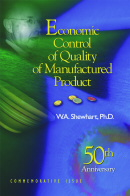 Economic
Control
of Quality
of Manufactured
Product
W.A. Shewhart, Ph.D.
50th
Anniversary
COMMEMORATIVE ISSUE